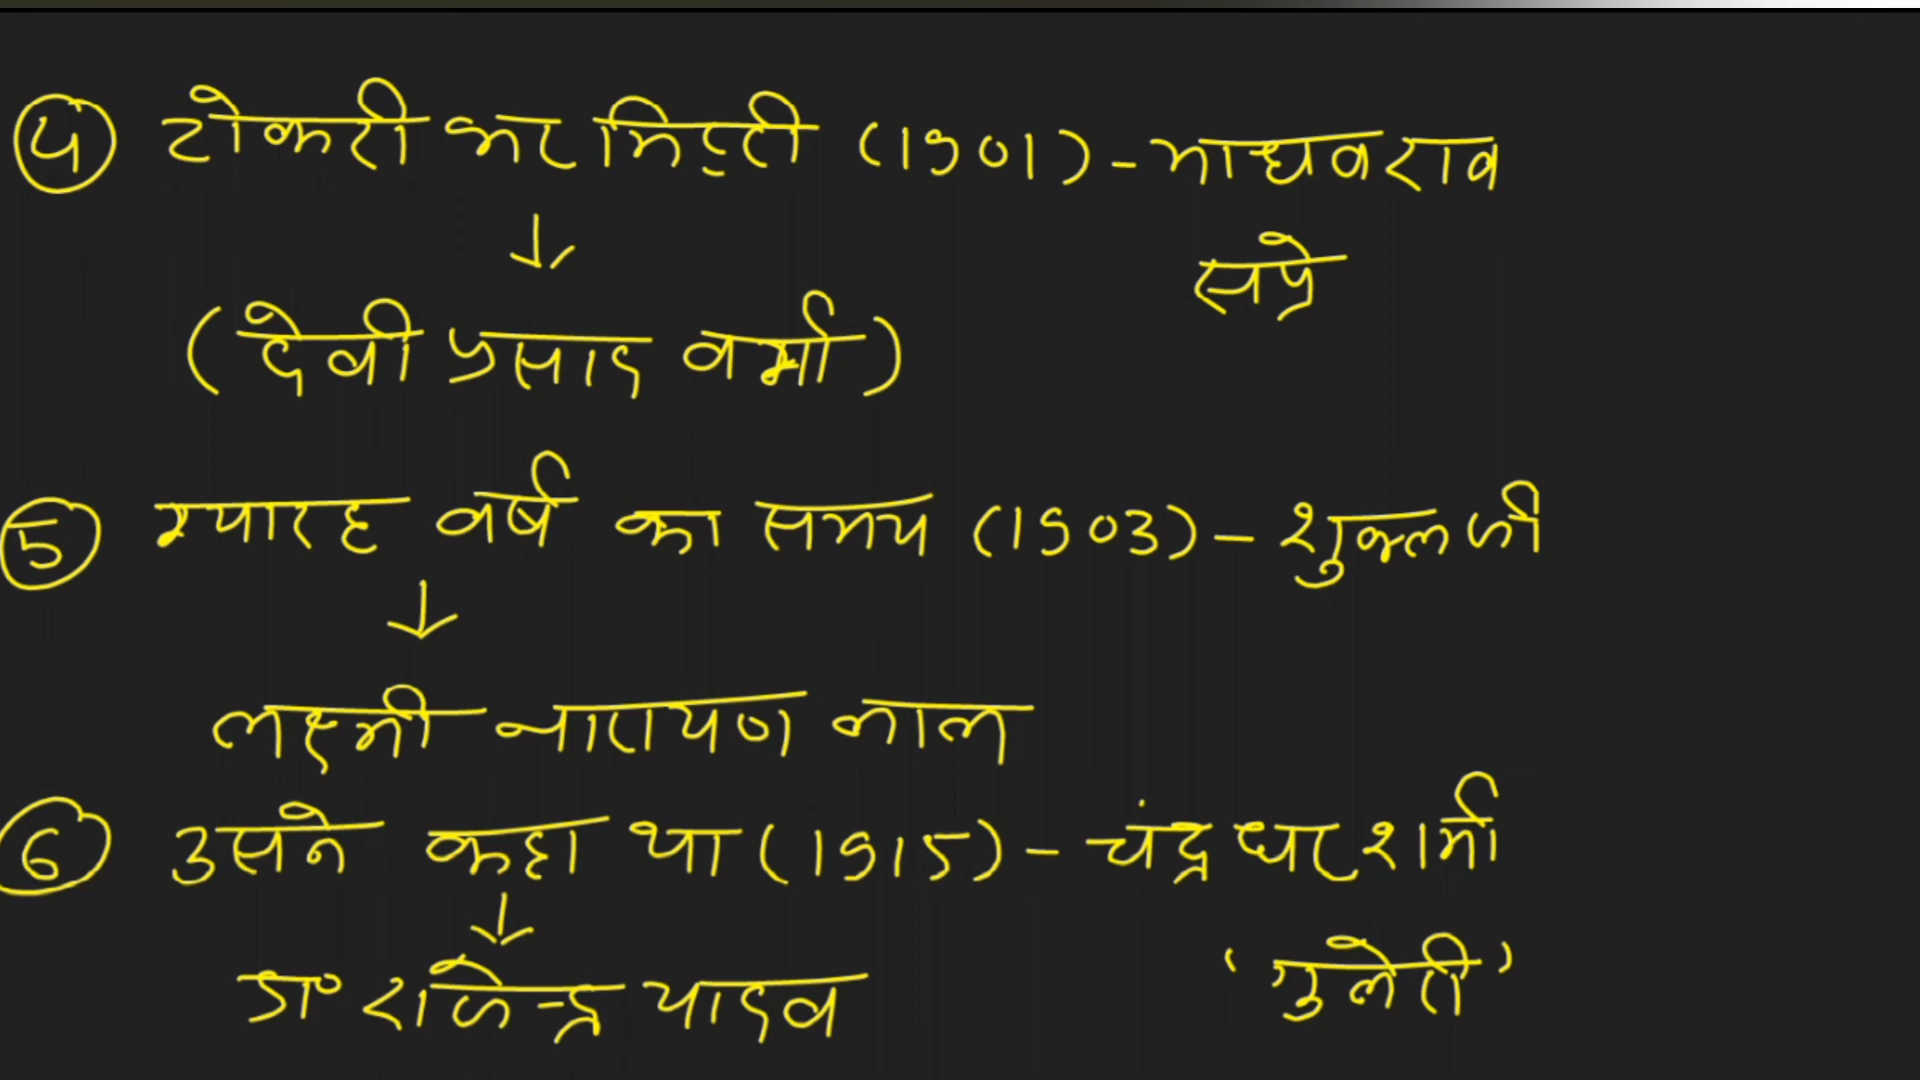 ④ टोकरी भर मिट्टी (1901) - माधवराव
सप्रे
↓
(देवी प्रसाद वर्मा)
⑤ ग्यारह वर्ष का समय (1903) - शुक्ल जी
↓
लक्ष्मी नारायण लाल
⑥ उसने कहा था (1915) - चंद्रधर शर्मा
↓
डा० राजेन्द्र यादव 'गुलेरी'